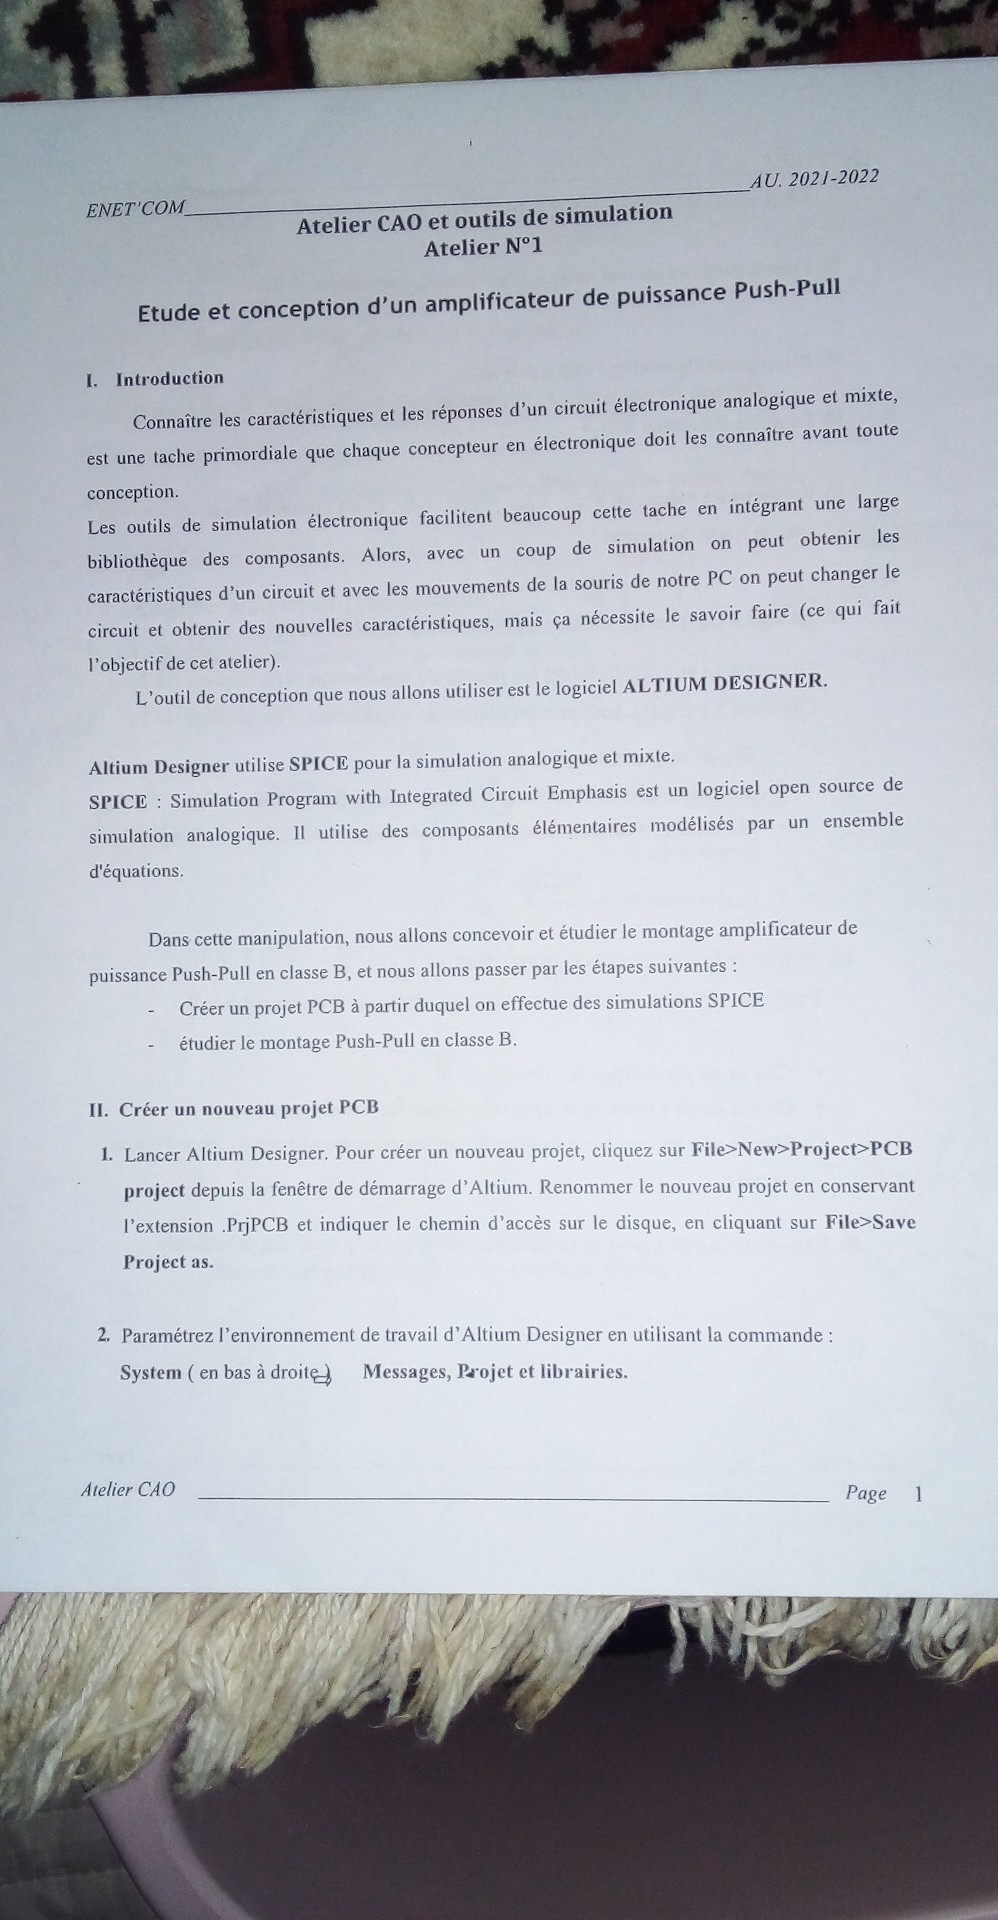 ENET'COM AU. 2021-2022
Atelier CAO et outils de simulation
Atelier N°1
Etude et conception d'un amplificateur de puissance Push-Pull
I. Introduction
Connaître les caractéristiques et les réponses d'un circuit électronique analogique et mixte,
est une tache primordiale que chaque concepteur en électronique doit les connaître avant toute
conception.
Les outils de simulation électronique facilitent beaucoup cette tache en intégrant une large
bibliothèque des composants. Alors, avec un coup de simulation on peut obtenir les
caractéristiques d'un circuit et avec les mouvements de la souris de notre PC on peut changer le
circuit et obtenir des nouvelles caractéristiques, mais ça nécessite le savoir faire (ce qui fait
l'objectif de cet atelier).
L'outil de conception que nous allons utiliser est le logiciel ALTIUM DESIGNER.
Altium Designer utilise SPICE pour la simulation analogique et mixte.
SPICE : Simulation Program with Integrated Circuit Emphasis est un logiciel open source de
simulation analogique. Il utilise des composants élémentaires modélisés par un ensemble
d'équations.
Dans cette manipulation, nous allons concevoir et étudier le montage amplificateur de
puissance Push-Pull en classe B, et nous allons passer par les étapes suivantes :
- Créer un projet PCB à partir duquel on effectue des simulations SPICE
- étudier le montage Push-Pull en classe B.
II. Créer un nouveau projet PCB
1. Lancer Altium Designer. Pour créer un nouveau projet, cliquez sur File>New>Project>PCB
project depuis la fenêtre de démarrage d'Altium. Renommer le nouveau projet en conservant
l'extension .PrjPCB et indiquer le chemin d'accès sur le disque, en cliquant sur File>Save
Project as.
2. Paramétrez l'environnement de travail d'Altium Designer en utilisant la commande :
System ( en bas à droite) Messages, Projet et librairies.
Atelier CAO Page 1